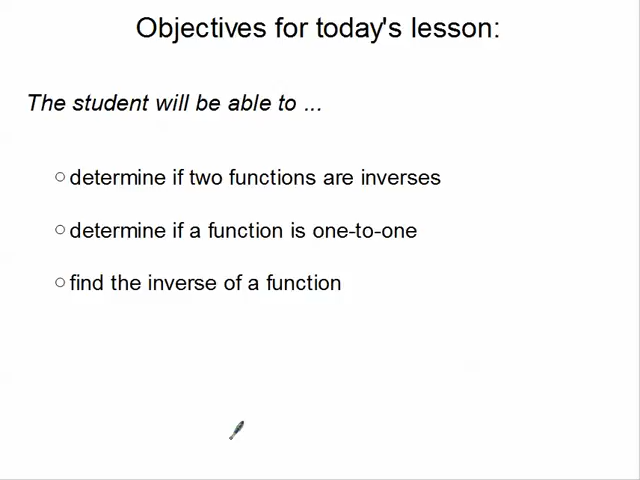 Objectives for today's lesson:
The student will be able to ...
○ determine if two functions are inverses
○ determine if a function is one-to-one
○ find the inverse of a function